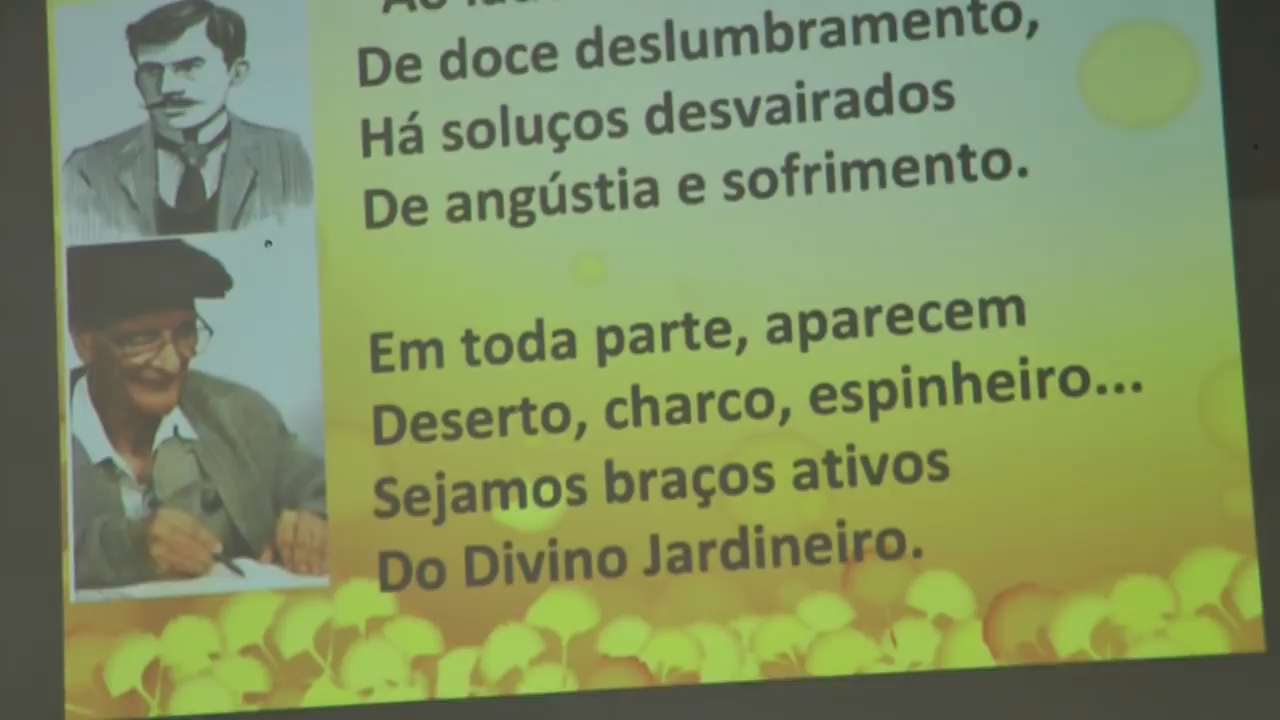 De doce deslumbramento,
Há soluços desvairados
De angústia e sofrimento.
Em toda parte, aparecem
Deserto, charco, espinheiro...
Sejamos braços ativos
Do Divino Jardineiro.